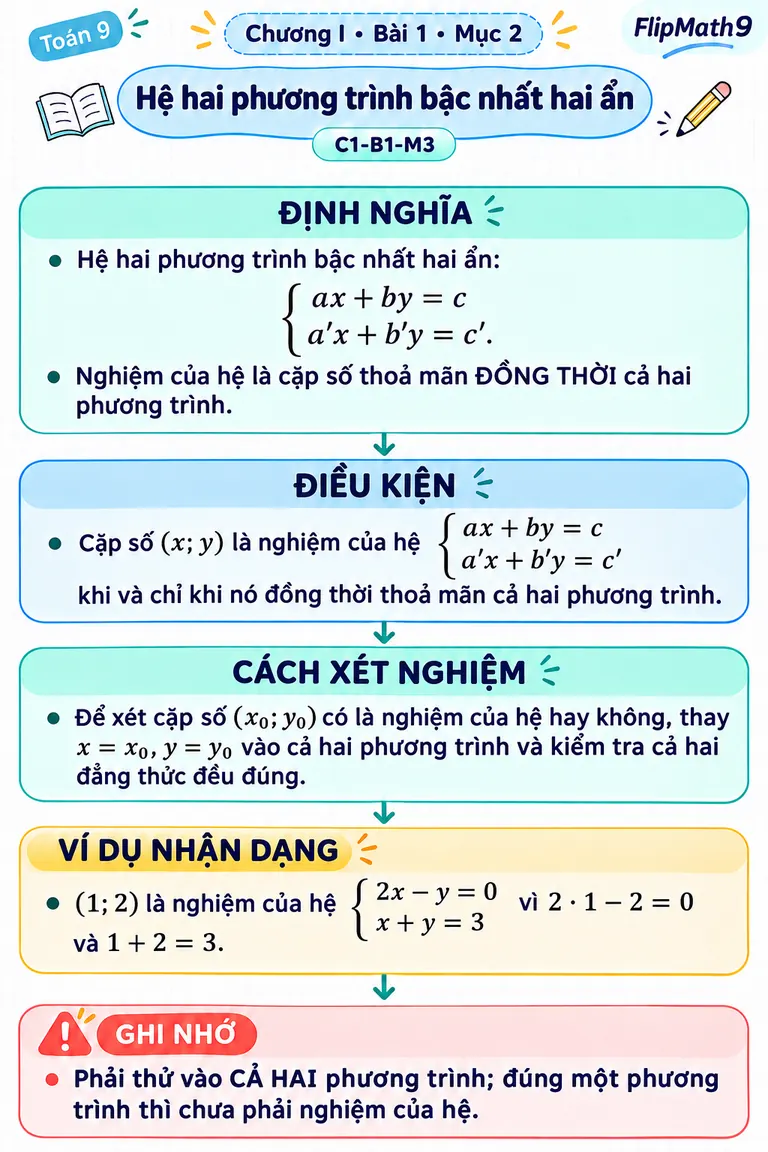 Toán 9
Chương I • Bài 1 • Mục 2
FlipMath9
Hệ hai phương trình bậc nhất hai ẩn
C1-B1-M3
ĐỊNH NGHĨA
• Hệ hai phương trình bậc nhất hai ẩn:
{ ax + by = c
a′x + b′y = c′.
• Nghiệm của hệ là cặp số thoả mãn ĐỒNG THỜI cả hai
phương trình.
ĐIỀU KIỆN
• Cặp số (x; y) là nghiệm của hệ { ax + by = c
a′x + b′y = c′
khi và chỉ khi nó đồng thời thoả mãn cả hai phương trình.
CÁCH XÉT NGHIỆM
• Để xét cặp số (x₀; y₀) có là nghiệm của hệ hay không, thay
x = x₀, y = y₀ vào cả hai phương trình và kiểm tra cả hai
đẳng thức đều đúng.
VÍ DỤ NHẬN DẠNG
• (1; 2) là nghiệm của hệ { 2x − y = 0
x + y = 3 vì 2 · 1 − 2 = 0
và 1 + 2 = 3.
GHI NHỚ
• Phải thử vào CẢ HAI phương trình; đúng một phương
trình thì chưa phải nghiệm của hệ.